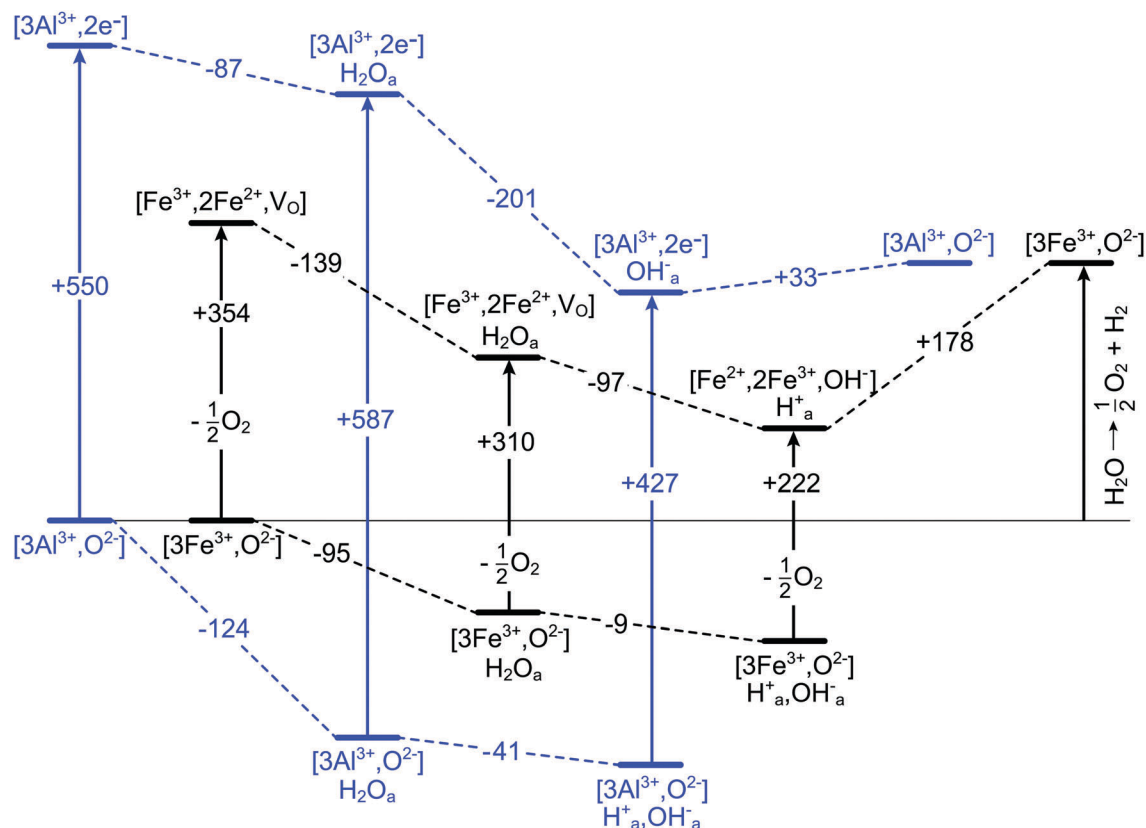 [3Al³⁺,2e⁻]
-87
[3Al³⁺,2e⁻]
H₂Oₐ
-201
[Fe³⁺,2Fe²⁺,V_O]
-139
[3Al³⁺,2e⁻]
OH⁻ₐ
+33
[3Al³⁺,O²⁻]
[3Fe³⁺,O²⁻]
+550
+354
- ½O₂
[Fe³⁺,2Fe²⁺,V_O]
H₂Oₐ
-97
[Fe²⁺,2Fe³⁺,OH⁻]
H⁺ₐ
+178
+587
+310
- ½O₂
+427
+222
- ½O₂
H₂O ⟶ ½O₂ + H₂
[3Al³⁺,O²⁻]
[3Fe³⁺,O²⁻]
-95
-124
[3Fe³⁺,O²⁻]
H₂Oₐ
-9
[3Fe³⁺,O²⁻]
H⁺ₐ,OH⁻ₐ
[3Al³⁺,O²⁻]
H₂Oₐ
-41
[3Al³⁺,O²⁻]
H⁺ₐ,OH⁻ₐ